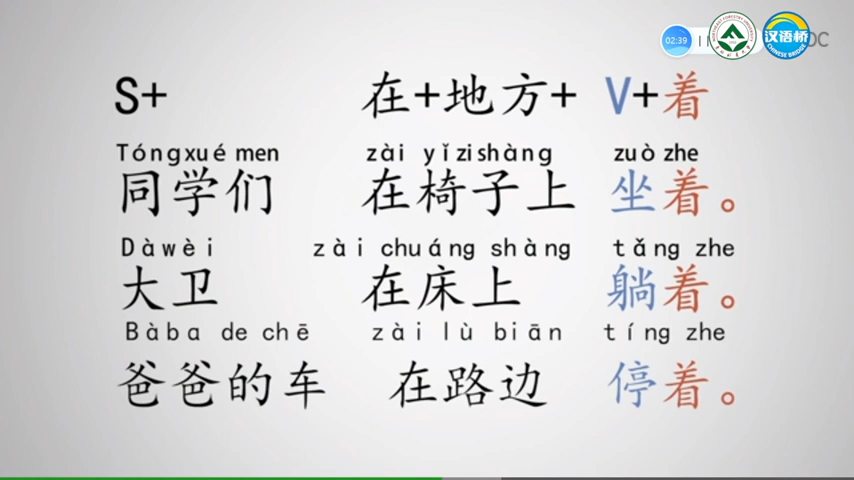 02:39
汉语桥
CHINESE BRIDGE
S+ 在+地方+ V+着
Tóngxué men zài yǐzishàng zuò zhe
同学们 在椅子上 坐着。
Dàwèi zài chuáng shàng tǎng zhe
大卫 在床上 躺着。
Bàba de chē zài lù biān tíng zhe
爸爸的车 在路边 停着。